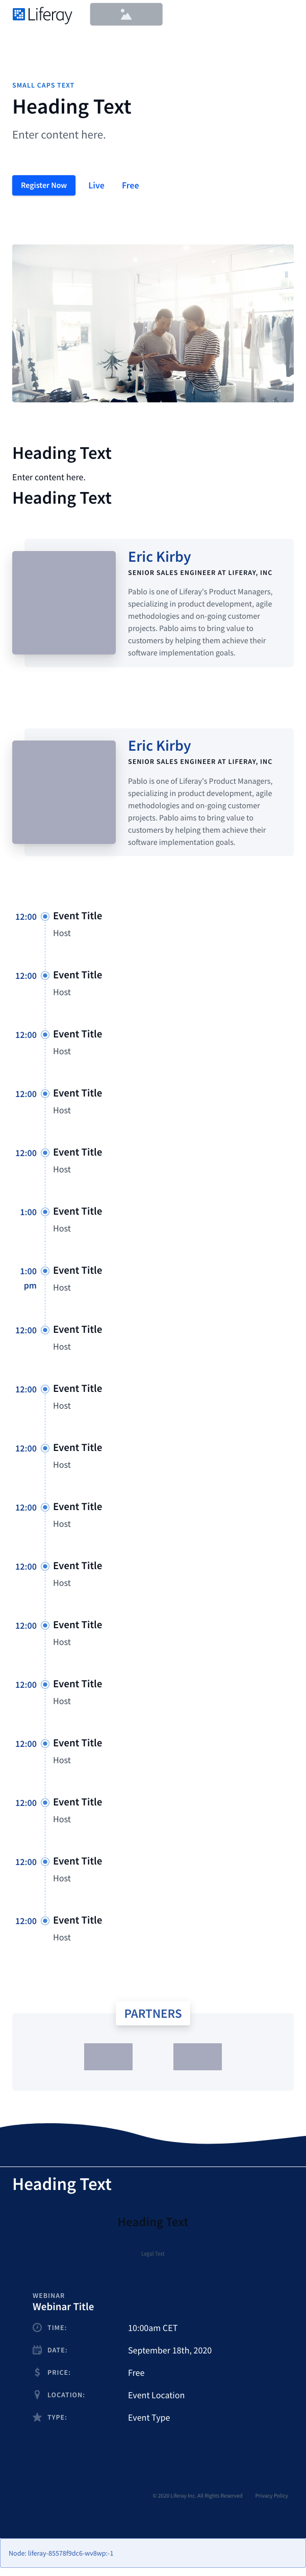 Liferay
SMALL CAPS TEXT
Heading Text
Enter content here.
Register Now Live Free
Heading Text
Enter content here.
Heading Text
Eric Kirby
SENIOR SALES ENGINEER AT LIFERAY, INC
Pablo is one of Liferay's Product Managers,
specializing in product development, agile
methodologies and on-going customer
projects. Pablo aims to bring value to
customers by helping them achieve their
software implementation goals.
Eric Kirby
SENIOR SALES ENGINEER AT LIFERAY, INC
Pablo is one of Liferay's Product Managers,
specializing in product development, agile
methodologies and on-going customer
projects. Pablo aims to bring value to
customers by helping them achieve their
software implementation goals.
12:00 Event Title
Host
12:00 Event Title
Host
12:00 Event Title
Host
12:00 Event Title
Host
12:00 Event Title
Host
1:00 Event Title
Host
1:00 Event Title
pm Host
12:00 Event Title
Host
12:00 Event Title
Host
12:00 Event Title
Host
12:00 Event Title
Host
12:00 Event Title
Host
12:00 Event Title
Host
12:00 Event Title
Host
12:00 Event Title
Host
12:00 Event Title
Host
12:00 Event Title
Host
12:00 Event Title
Host
PARTNERS
Heading Text
Heading Text
Legal Text
WEBINAR
Webinar Title
TIME: 10:00am CET
DATE: September 18th, 2020
PRICE: Free
LOCATION: Event Location
TYPE: Event Type
© 2020 Liferay Inc. All Rights Reserved Privacy Policy
Node: liferay-85578f9dc6-wv8wp:-1